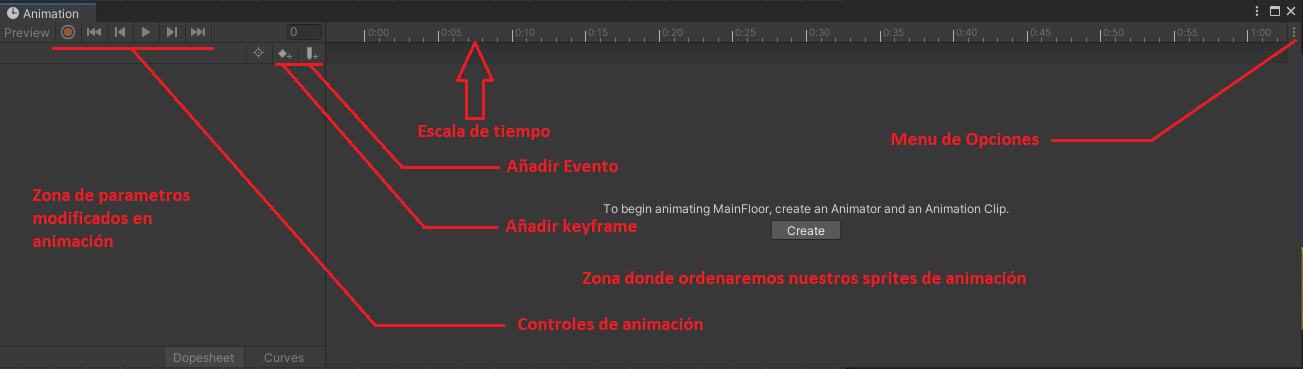 Animation
Preview
0
0:00 0:05 0:10 0:15 0:20 0:25 0:30 0:35 0:40 0:45 0:50 0:55 1:00
Escala de tiempo
Menu de Opciones
Añadir Evento
Zona de parametros
modificados en
animación
To begin animating MainFloor, create an Animator and an Animation Clip.
Añadir keyframe
Create
Zona donde ordenaremos nuestros sprites de animación
Controles de animación
Dopesheet Curves